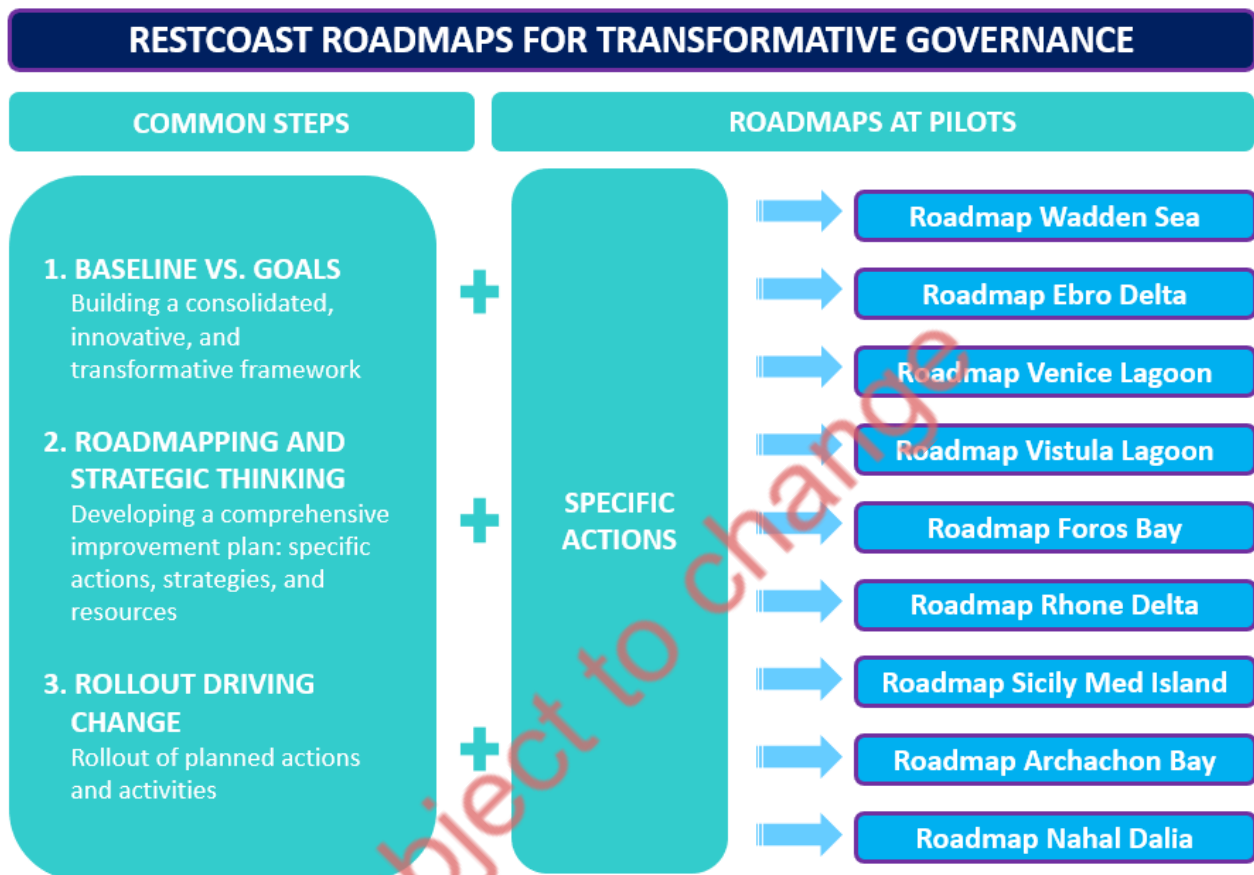 RESTCOAST ROADMAPS FOR TRANSFORMATIVE GOVERNANCE
COMMON STEPS
ROADMAPS AT PILOTS
1. BASELINE VS. GOALS
Building a consolidated,
innovative, and
transformative framework
2. ROADMAPPING AND
STRATEGIC THINKING
Developing a comprehensive
improvement plan: specific
actions, strategies, and
resources
3. ROLLOUT DRIVING
CHANGE
Rollout of planned actions
and activities
+
+
+
SPECIFIC
ACTIONS
Roadmap Wadden Sea
Roadmap Ebro Delta
Roadmap Venice Lagoon
Roadmap Vistula Lagoon
Roadmap Foros Bay
Roadmap Rhone Delta
Roadmap Sicily Med Island
Roadmap Archachon Bay
Roadmap Nahal Dalia
bject to change